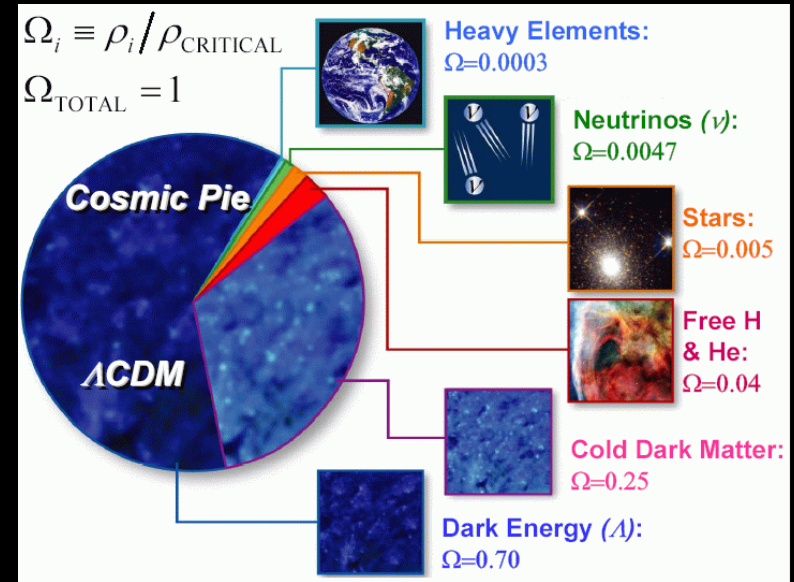 Ωᵢ ≡ ρᵢ/ρCRITICAL
ΩTOTAL = 1
Cosmic Pie
ΛCDM
Heavy Elements:
Ω=0.0003
ν ν
ν
Neutrinos (ν):
Ω=0.0047
Stars:
Ω=0.005
Free H
& He:
Ω=0.04
Cold Dark Matter:
Ω=0.25
Dark Energy (Λ):
Ω=0.70